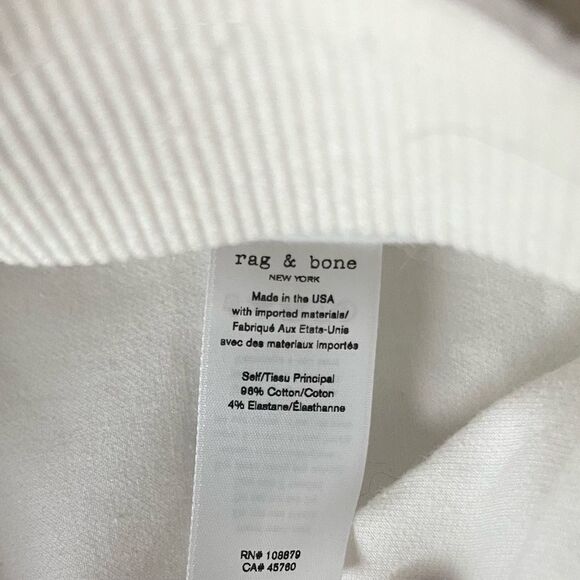 rag & bone
NEW YORK
Made in the USA
with imported materials/
Fabriqué Aux Etats-Unis
avec des materiaux importés
Self/Tissu Principal
96% Cotton/Coton
4% Elastane/Élasthanne
RN# 108879
CA# 45760